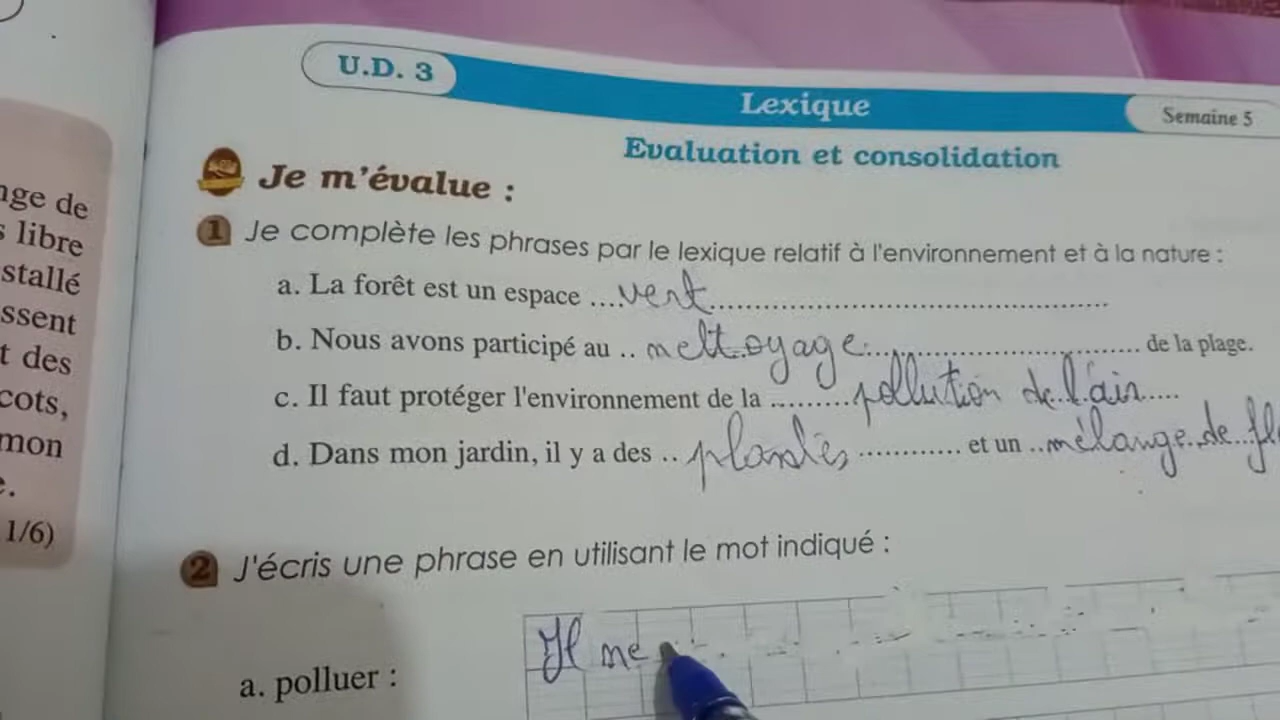 U.D. 3
Lexique
Semaine 5
Evaluation et consolidation
Je m'évalue :
1 Je complète les phrases par le lexique relatif à l'environnement et à la nature :
a. La forêt est un espace ....vert..........................................
b. Nous avons participé au .. nettoyage................................. de la plage.
c. Il faut protéger l'environnement de la .........pollution de l'air.....
d. Dans mon jardin, il y a des .. plantes ............ et un ..mélange de
2 J'écris une phrase en utilisant le mot indiqué :
a. polluer :
Il ne
nge de
libre
stallé
ssent
t des
cots,
mon
e.
1/6)